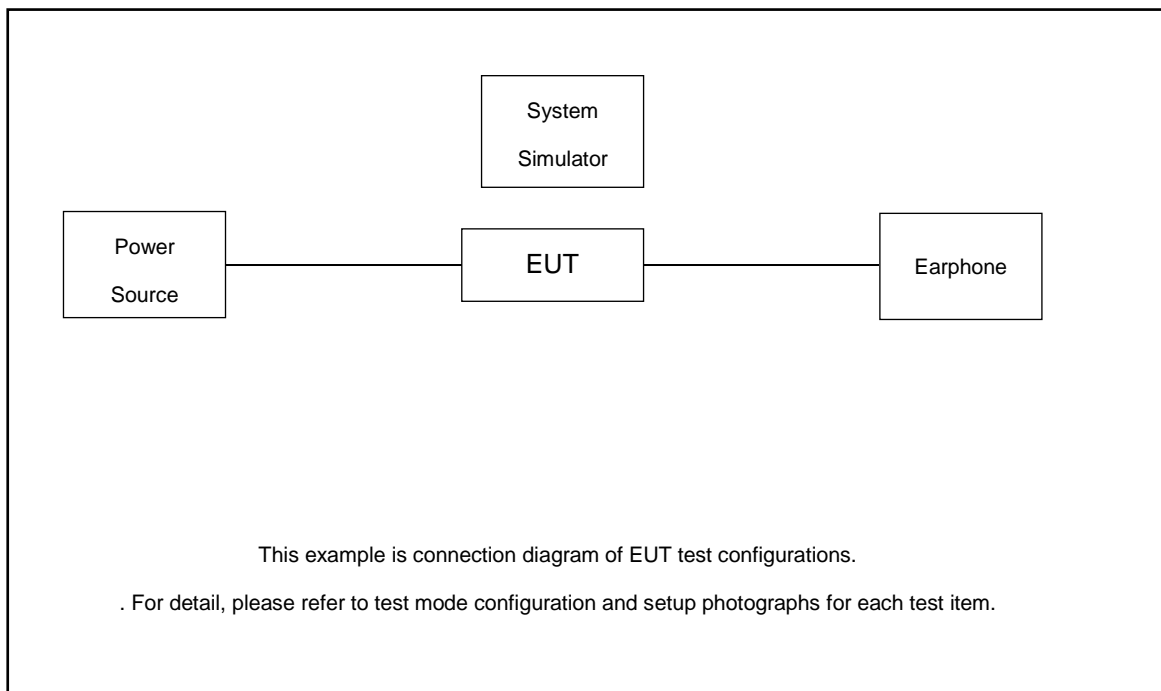 System
Simulator
Power
Source
EUT
Earphone
This example is connection diagram of EUT test configurations.
. For detail, please refer to test mode configuration and setup photographs for each test item.